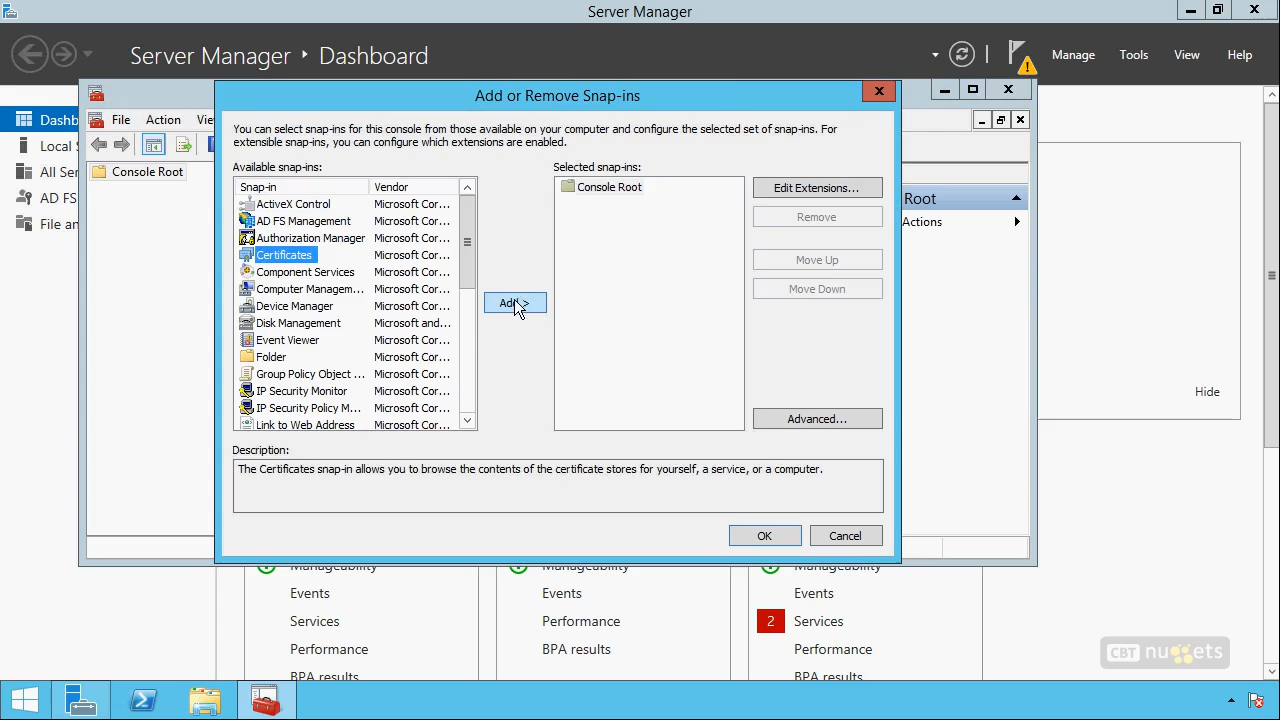 Server Manager
Server Manager ‣ Dashboard
Manage Tools View Help
Add or Remove Snap-ins
Dashb
Local S
All Ser
AD FS
File an
File Action Vie
Console Root
You can select snap-ins for this console from those available on your computer and configure the selected set of snap-ins. For
extensible snap-ins, you can configure which extensions are enabled.
Available snap-ins:
Snap-in Vendor
ActiveX Control Microsoft Cor...
AD FS Management Microsoft Cor...
Authorization Manager Microsoft Cor...
Certificates Microsoft Cor...
Component Services Microsoft Cor...
Computer Managem... Microsoft Cor...
Device Manager Microsoft Cor...
Disk Management Microsoft and...
Event Viewer Microsoft Cor...
Folder Microsoft Cor...
Group Policy Object ... Microsoft Cor...
IP Security Monitor Microsoft Cor...
IP Security Policy M... Microsoft Cor...
Link to Web Address Microsoft Cor...
Add >
Selected snap-ins:
Console Root
Edit Extensions...
Remove
Move Up
Move Down
Advanced...
Description:
The Certificates snap-in allows you to browse the contents of the certificate stores for yourself, a service, or a computer.
OK Cancel
Root
Actions
Hide
Manageability
Events
Services
Performance
BPA results
Manageability
Events
Performance
BPA results
Manageability
Events
2 Services
Performance
BPA results
CBT nuggets